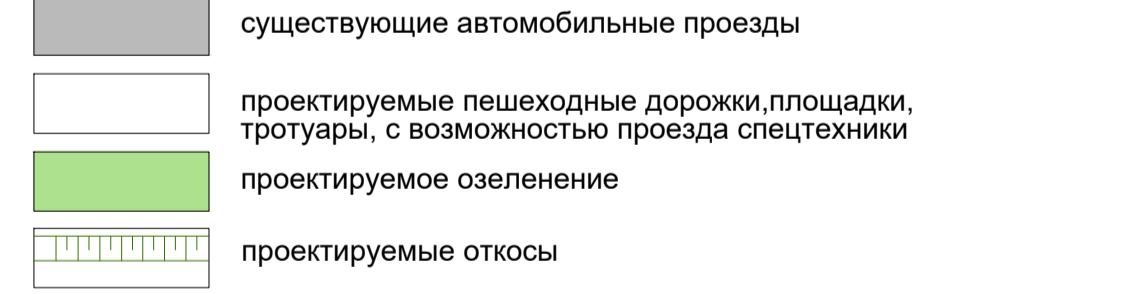 существующие автомобильные проезды
проектируемые пешеходные дорожки,площадки,
тротуары, с возможностью проезда спецтехники
проектируемое озеленение
проектируемые откосы